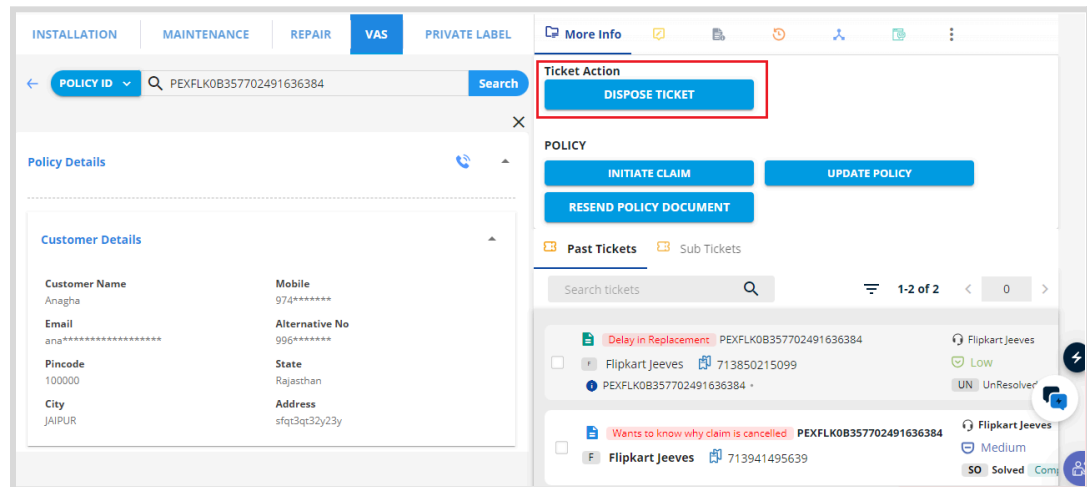 INSTALLATION
MAINTENANCE
REPAIR
VAS
PRIVATE LABEL
POLICY ID
PEXFLK0B357702491636384
Search
Policy Details
Customer Details
Customer Name
Mobile
Anagha
974*******
Email
Alternative No
ana******************
996*******
Pincode
State
100000
Rajasthan
City
Address
JAIPUR
sfqt3qt32y23y
More Info
Ticket Action
DISPOSE TICKET
POLICY
INITIATE CLAIM
UPDATE POLICY
RESEND POLICY DOCUMENT
Past Tickets
Sub Tickets
Search tickets
1-2 of 2
0
Delay in Replacement PEXFLK0B357702491636384
Flipkart Jeeves
F Flipkart Jeeves 713850215099
Low
PEXFLK0B357702491636384 •
UN UnResolved
Wants to know why claim is cancelled PEXFLK0B357702491636384
Flipkart Jeeves
F Flipkart Jeeves 713941495639
Medium
SO Solved